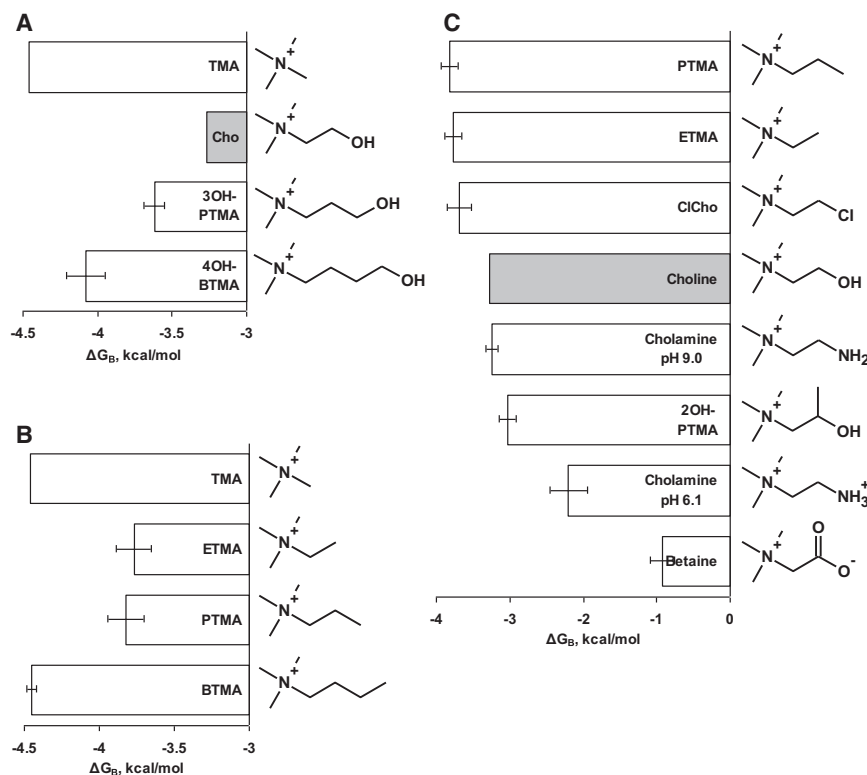 A
TMA
N
+
Cho
N
+
OH
3OH-
PTMA
N
+
OH
4OH-
BTMA
N
+
OH
-4.5 -4 -3.5 -3
ΔG_B, kcal/mol
B
TMA
N
+
ETMA
N
+
PTMA
N
+
BTMA
N
+
-4.5 -4 -3.5 -3
ΔG_B, kcal/mol
C
PTMA
N
+
ETMA
N
+
ClCho
N
+
Cl
Choline
N
+
OH
Cholamine
pH 9.0
N
+
NH₂
2OH-
PTMA
N
+
OH
Cholamine
pH 6.1
N
+
NH₃⁺
Betaine
N
+
O
O⁻
-4 -3 -2 -1 0
ΔG_B, kcal/mol